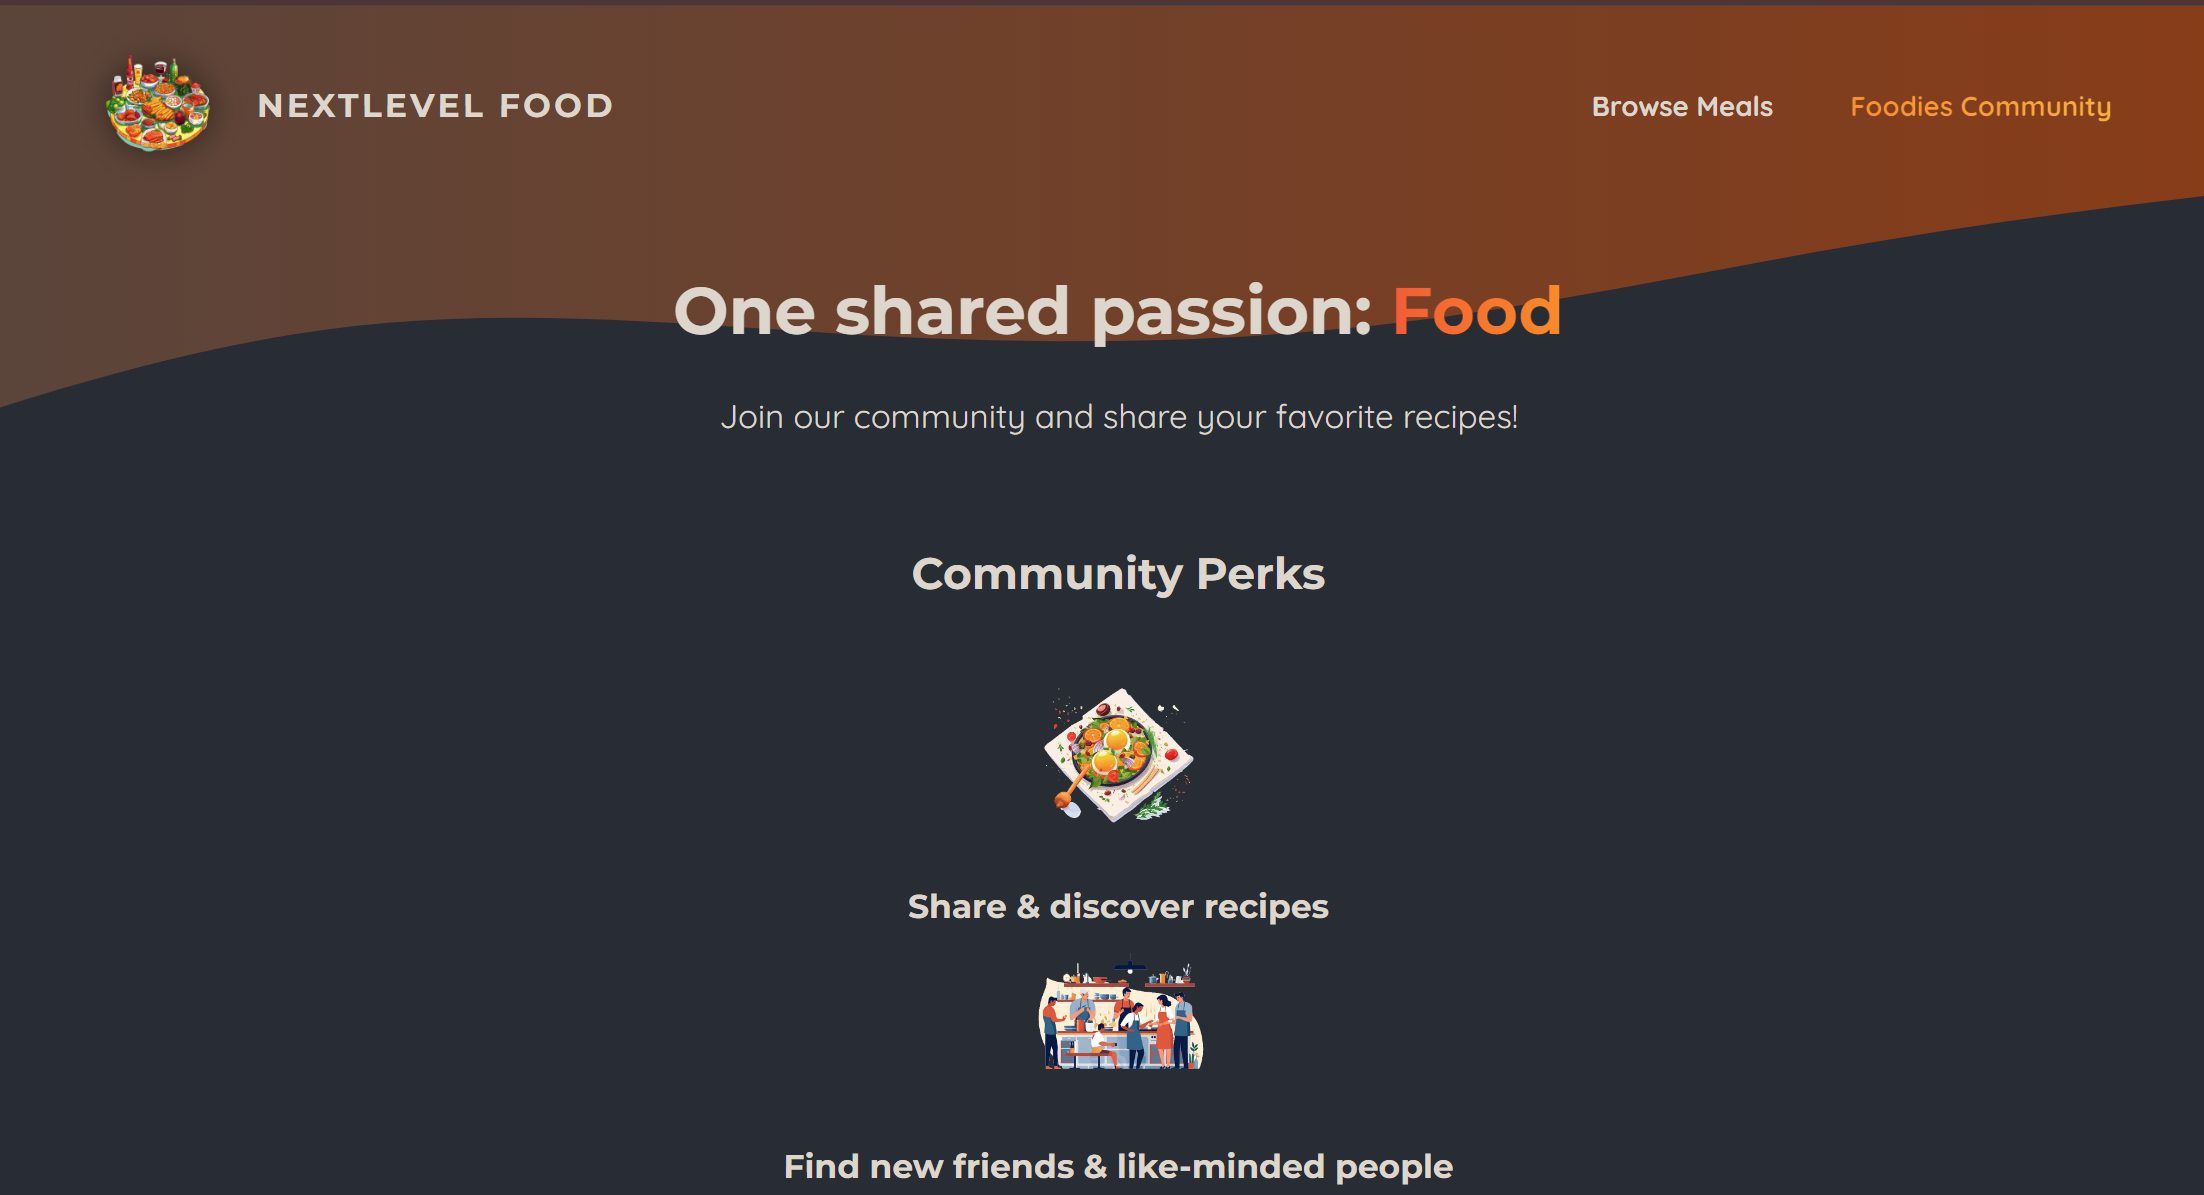 NEXTLEVEL FOOD
Browse Meals
Foodies Community
One shared passion: Food
Join our community and share your favorite recipes!
Community Perks
Share & discover recipes
Find new friends & like-minded people